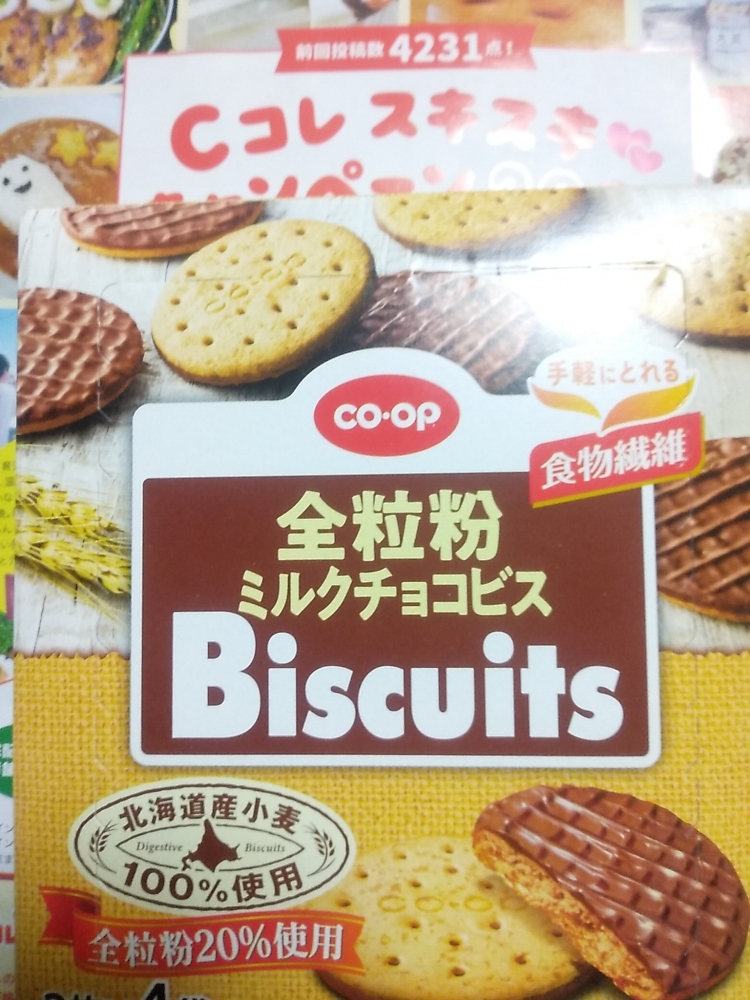 前回投稿数4231点!
Cコレ スキスキ
co·op
手軽にとれる
食物繊維
全粒粉
ミルクチョコビス
Biscuits
北海道産小麦
Digestive Biscuits
100%使用
全粒粉20%使用
co-op